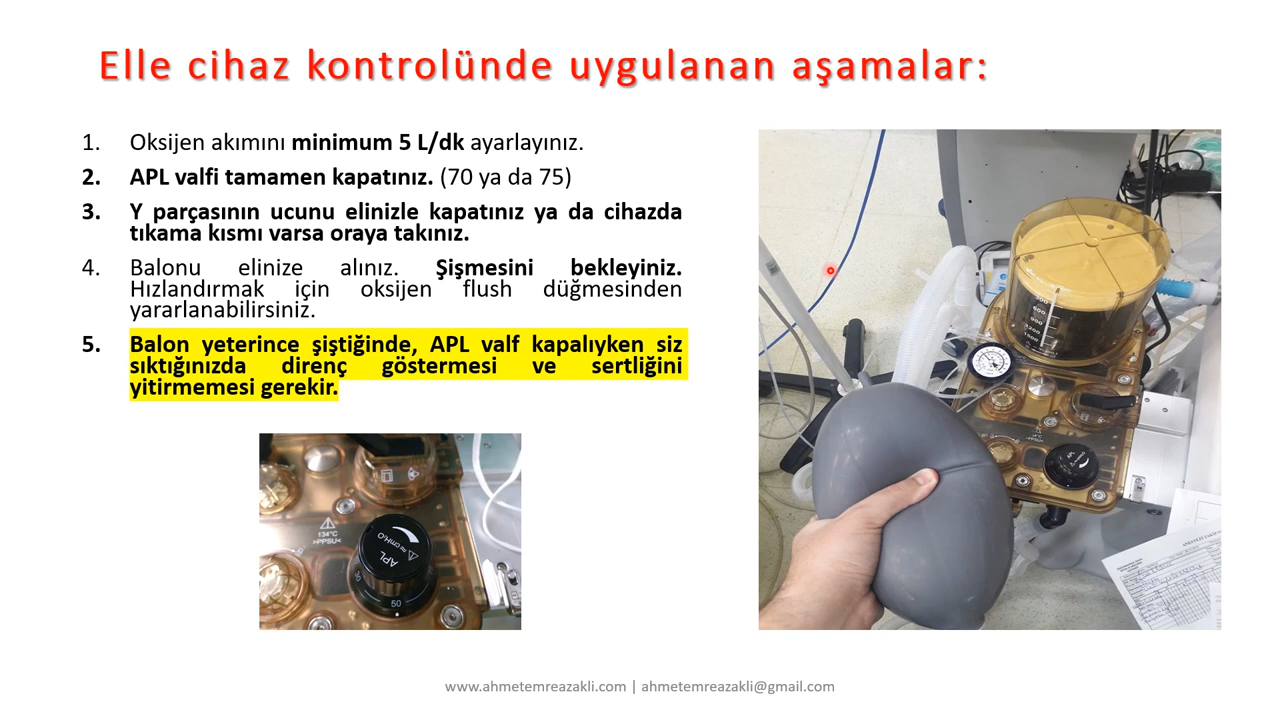 Elle cihaz kontrolünde uygulanan aşamalar:
1. Oksijen akımını minimum 5 L/dk ayarlayınız.
2. APL valfi tamamen kapatınız. (70 ya da 75)
3. Y parçasının ucunu elinizle kapatınız ya da cihazda
tıkama kısmı varsa oraya takınız.
4. Balonu elinize alınız. Şişmesini bekleyiniz.
Hızlandırmak için oksijen flush düğmesinden
yararlanabilirsiniz.
5. Balon yeterince şiştiğinde, APL valf kapalıyken siz
sıktığınızda direnç göstermesi ve sertliğini
yitirmemesi gerekir.
134°C
>PPSU<
≈ cmH₂O
APL
50
APL
www.ahmetemreazakli.com | ahmetemreazakli@gmail.com